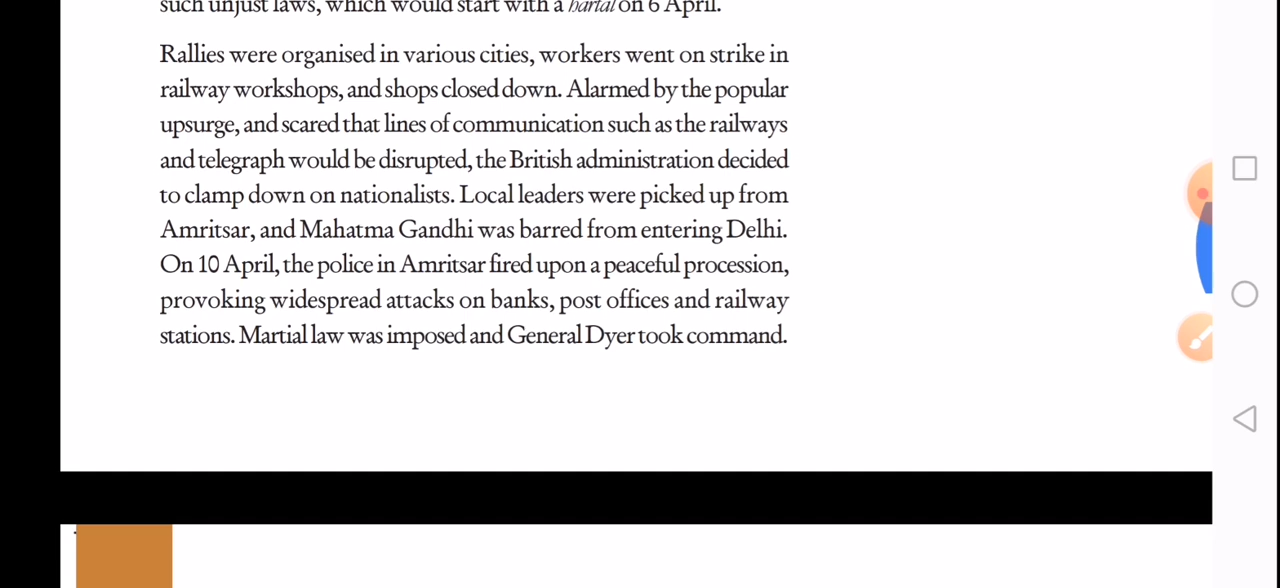 such unjust laws, which would start with a hartal on 6 April.
Rallies were organised in various cities, workers went on strike in
railway workshops, and shops closed down. Alarmed by the popular
upsurge, and scared that lines of communication such as the railways
and telegraph would be disrupted, the British administration decided
to clamp down on nationalists. Local leaders were picked up from
Amritsar, and Mahatma Gandhi was barred from entering Delhi.
On 10 April, the police in Amritsar fired upon a peaceful procession,
provoking widespread attacks on banks, post offices and railway
stations. Martial law was imposed and General Dyer took command.